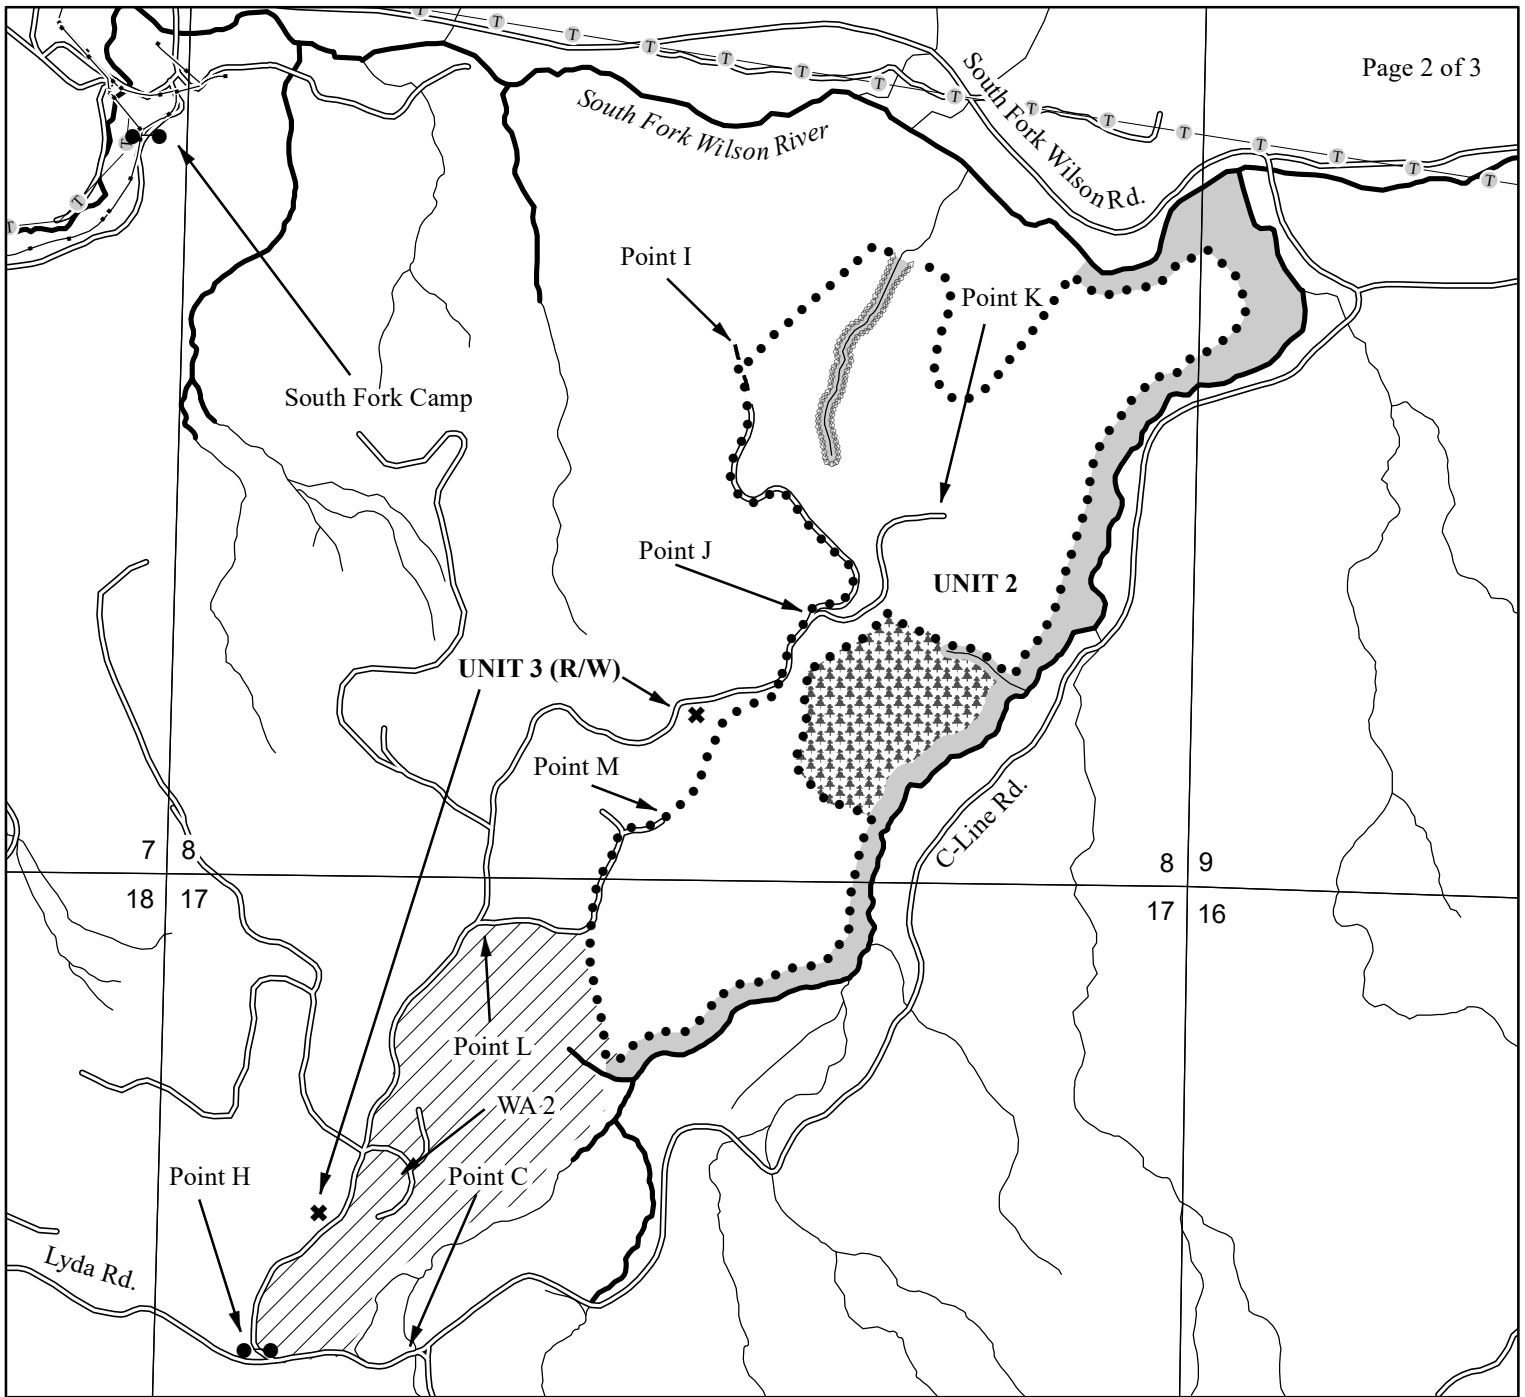 Page 2 of 3
South Fork Wilson Rd.
South Fork Wilson River
T T T T T T T T T T T T T T T T T
Point I
Point K
South Fork Camp
Point J
UNIT 2
UNIT 3 (R/W)
Point M
C-Line Rd.
7 8
18 17
8 9
17 16
Point L
WA 2
Point H
Point C
Lyda Rd.